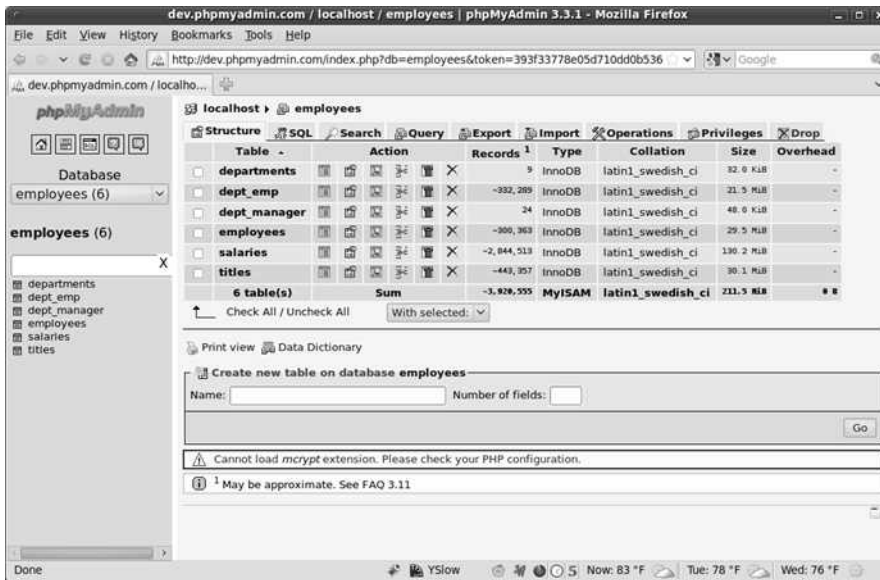 dev.phpmyadmin.com / localhost / employees | phpMyAdmin 3.3.1 - Mozilla Firefox
File Edit View History Bookmarks Tools Help
http://dev.phpmyadmin.com/index.php?db=employees&token=393f33778e05d710dd0b536 Google
dev.phpmyadmin.com / localho...
phpMyAdmin
Database
employees (6)
employees (6)
X
departments
dept_emp
dept_manager
employees
salaries
titles
localhost employees
Structure SQL Search Query Export Import Operations Privileges Drop
Table Action Records 1 Type Collation Size Overhead
departments 9 InnoDB latin1_swedish_ci 32.0 KiB -
dept_emp ~332,289 InnoDB latin1_swedish_ci 21.5 MiB -
dept_manager 24 InnoDB latin1_swedish_ci 48.0 KiB -
employees ~300,363 InnoDB latin1_swedish_ci 29.5 MiB -
salaries ~2,844,513 InnoDB latin1_swedish_ci 130.2 MiB -
titles ~443,357 InnoDB latin1_swedish_ci 30.1 MiB -
6 table(s) Sum MyISAM latin1_swedish_ci 211.5 MiB 0 B
Check All / Uncheck All With selected:
Print view Data Dictionary
Create new table on database employees
Name: Number of fields:
Go
Cannot load mcrypt extension. Please check your PHP configuration.
1 May be approximate. See FAQ 3.11
Done YSlow 5 Now: 83 °F Tue: 78 °F Wed: 76 °F